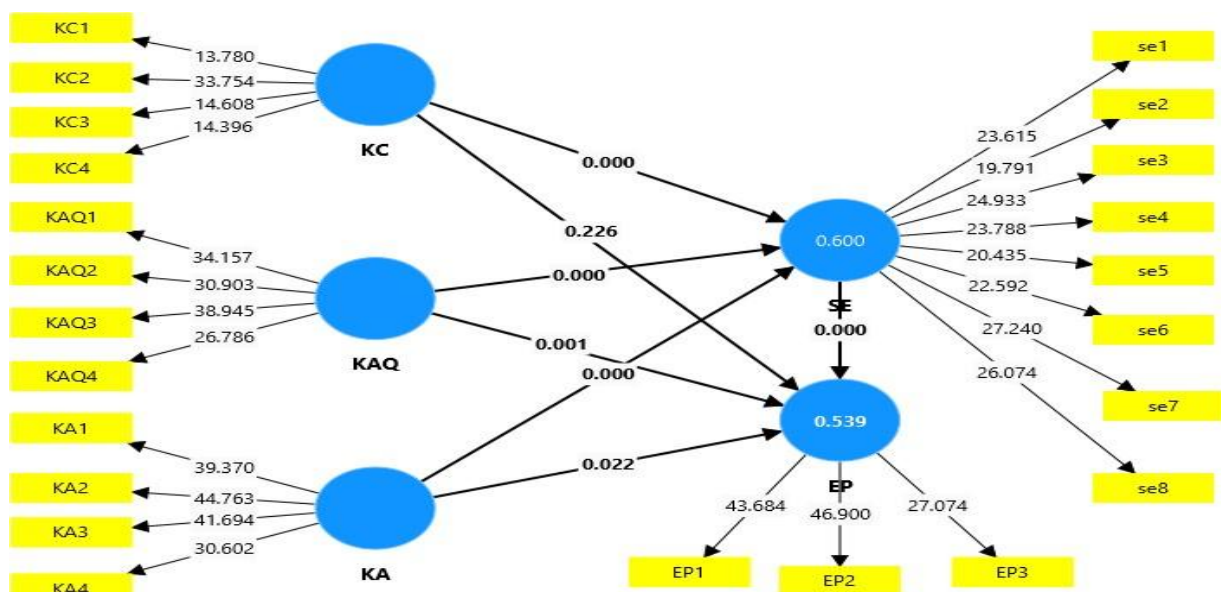 KC1
KC2
KC3
KC4
13.780
33.754
14.608
14.396
KC
KAQ1
KAQ2
KAQ3
KAQ4
34.157
30.903
38.945
26.786
KAQ
KA1
KA2
KA3
KA4
39.370
44.763
41.694
30.602
KA
0.000
0.226
0.000
0.001
0.000
0.022
0.600
SE
0.000
0.539
EP
23.615
19.791
24.933
23.788
20.435
22.592
27.240
26.074
se1
se2
se3
se4
se5
se6
se7
se8
43.684
46.900
27.074
EP1
EP2
EP3